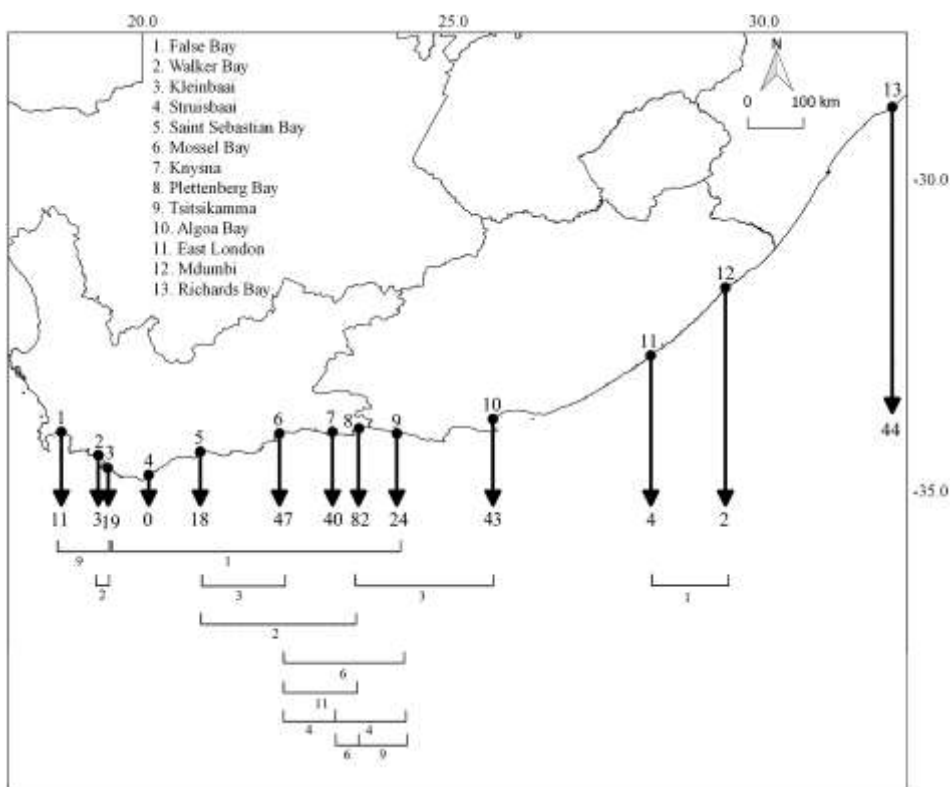 20.0 25.0 30.0
1. False Bay
2. Walker Bay
3. Kleinbaai
4. Struisbaai
5. Saint Sebastian Bay
6. Mossel Bay
7. Knysna
8. Plettenberg Bay
9. Tsitsikamma
10. Algoa Bay
11. East London
12. Mdumbi
13. Richards Bay
N
0 100 km
13
30.0
12
11
10
1 2 3 4 5 6 7 8 9
44
35.0
11 3 19 0 18 47 40 82 24 43 4 2
9 1
2 3 3 1
2
6
11
4 4
6 9